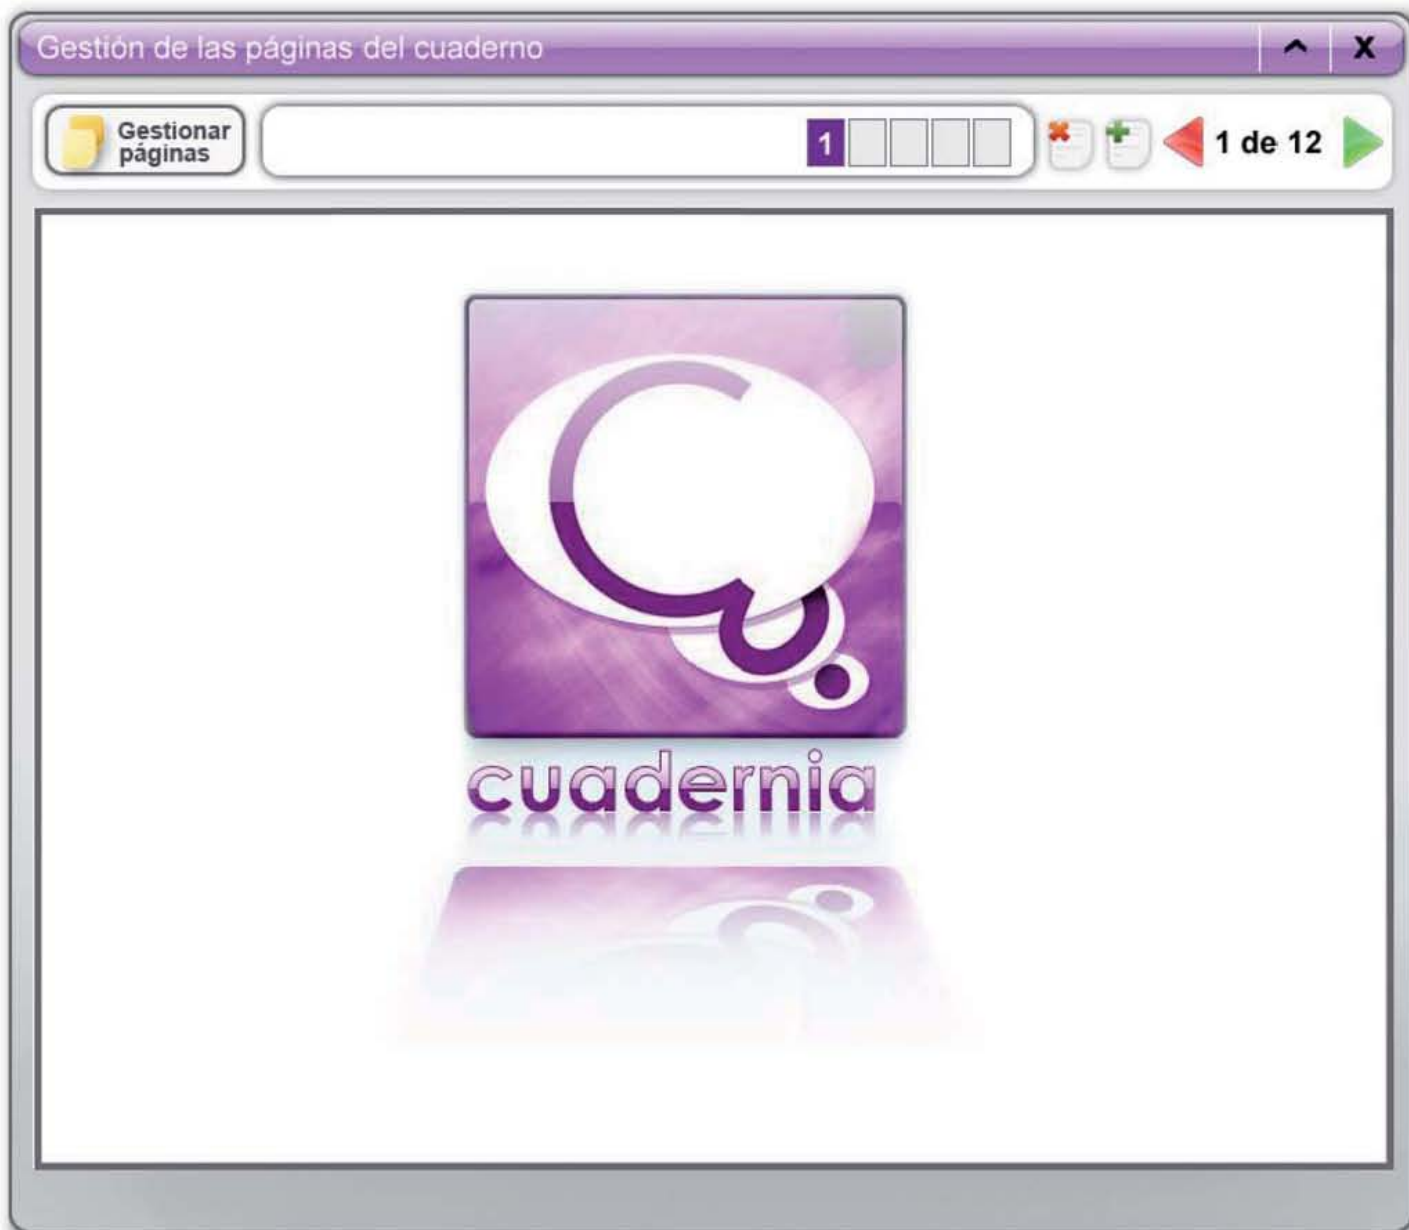 Gestión de las páginas del cuaderno
X
Gestionar
páginas
1
1 de 12
cuadernia